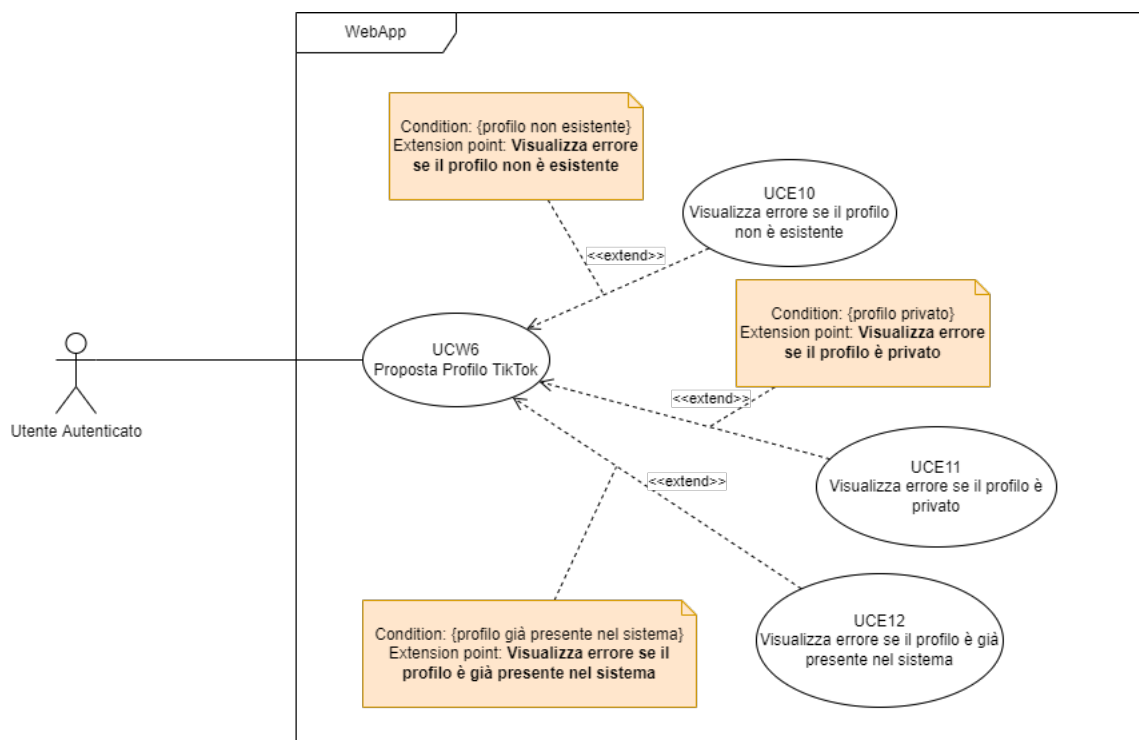 WebApp
Condition: {profilo non esistente}
Extension point: Visualizza errore
se il profilo non è esistente
UCE10
Visualizza errore se il profilo
non è esistente
<<extend>>
Condition: {profilo privato}
Extension point: Visualizza errore
se il profilo è privato
UCW6
Proposta Profilo TikTok
<<extend>>
Utente Autenticato
UCE11
Visualizza errore se il profilo è
privato
<<extend>>
UCE12
Visualizza errore se il profilo è già
presente nel sistema
Condition: {profilo già presente nel sistema}
Extension point: Visualizza errore se il
profilo è già presente nel sistema